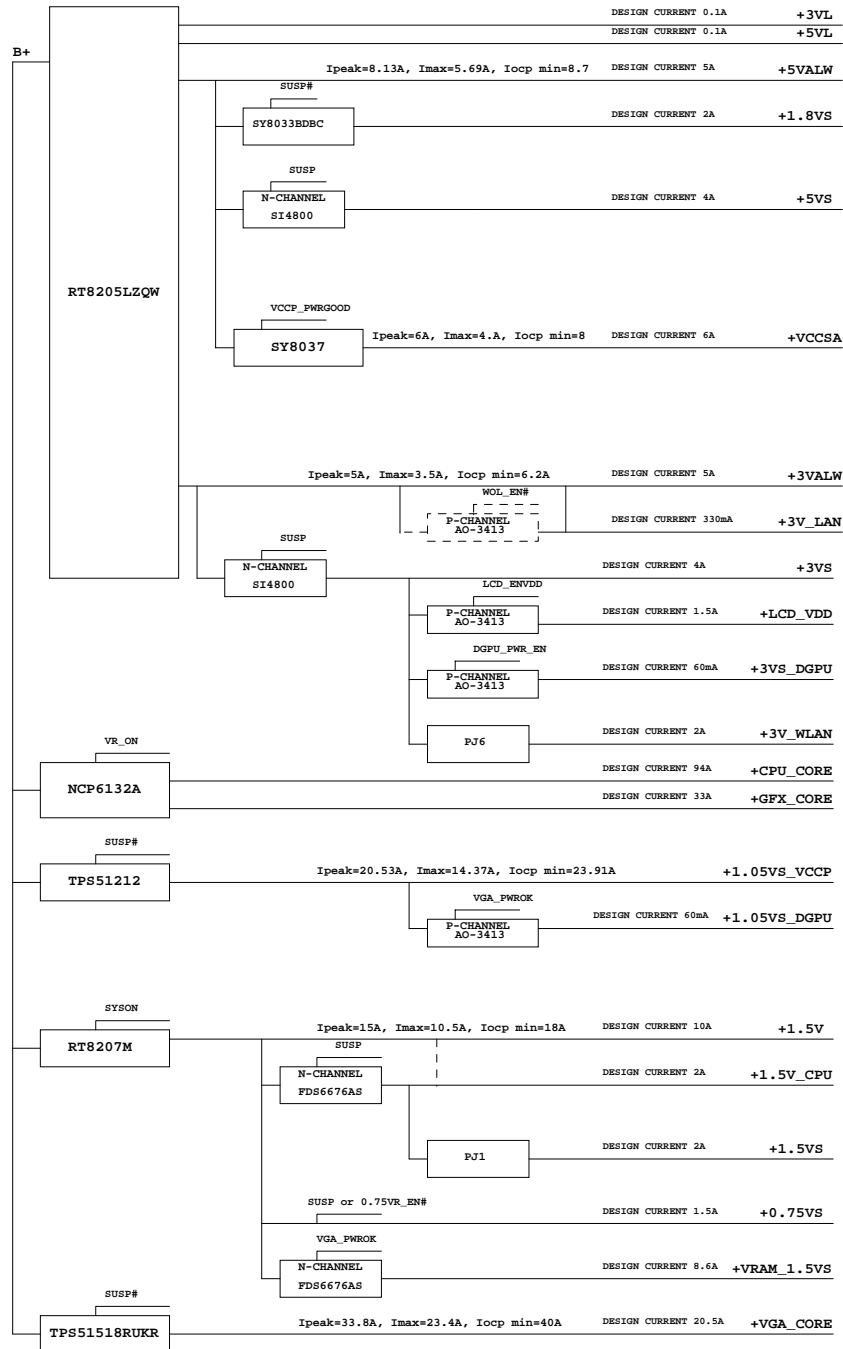 DESIGN CURRENT 0.1A +3VL
DESIGN CURRENT 0.1A +5VL
B+
Ipeak=8.13A, Imax=5.69A, Iocp min=8.7 DESIGN CURRENT 5A +5VALW
SUSP#
SY8033BDBC
DESIGN CURRENT 2A +1.8VS
SUSP
N-CHANNEL
SI4800
DESIGN CURRENT 4A +5VS
RT8205LZQW
VCCP_PWRGOOD
SY8037
Ipeak=6A, Imax=4.A, Iocp min=8 DESIGN CURRENT 6A +VCCSA
Ipeak=5A, Imax=3.5A, Iocp min=6.2A DESIGN CURRENT 5A +3VALW
WOL_EN#
P-CHANNEL
AO-3413
DESIGN CURRENT 330mA +3V_LAN
SUSP
N-CHANNEL
SI4800
DESIGN CURRENT 4A +3VS
LCD_ENVDD
P-CHANNEL
AO-3413
DESIGN CURRENT 1.5A +LCD_VDD
DGPU_PWR_EN
P-CHANNEL
AO-3413
DESIGN CURRENT 60mA +3VS_DGPU
PJ6
DESIGN CURRENT 2A +3V_WLAN
VR_ON
NCP6132A
DESIGN CURRENT 94A +CPU_CORE
DESIGN CURRENT 33A +GFX_CORE
SUSP#
TPS51212
Ipeak=20.53A, Imax=14.37A, Iocp min=23.91A +1.05VS_VCCP
VGA_PWROK
P-CHANNEL
AO-3413
DESIGN CURRENT 60mA +1.05VS_DGPU
SYSON
RT8207M
Ipeak=15A, Imax=10.5A, Iocp min=18A DESIGN CURRENT 10A +1.5V
SUSP
N-CHANNEL
FDS6676AS
DESIGN CURRENT 2A +1.5V_CPU
PJ1
DESIGN CURRENT 2A +1.5VS
SUSP or 0.75VR_EN#
DESIGN CURRENT 1.5A +0.75VS
VGA_PWROK
N-CHANNEL
FDS6676AS
DESIGN CURRENT 8.6A +VRAM_1.5VS
SUSP#
TPS51518RUKR
Ipeak=33.8A, Imax=23.4A, Iocp min=40A DESIGN CURRENT 20.5A +VGA_CORE